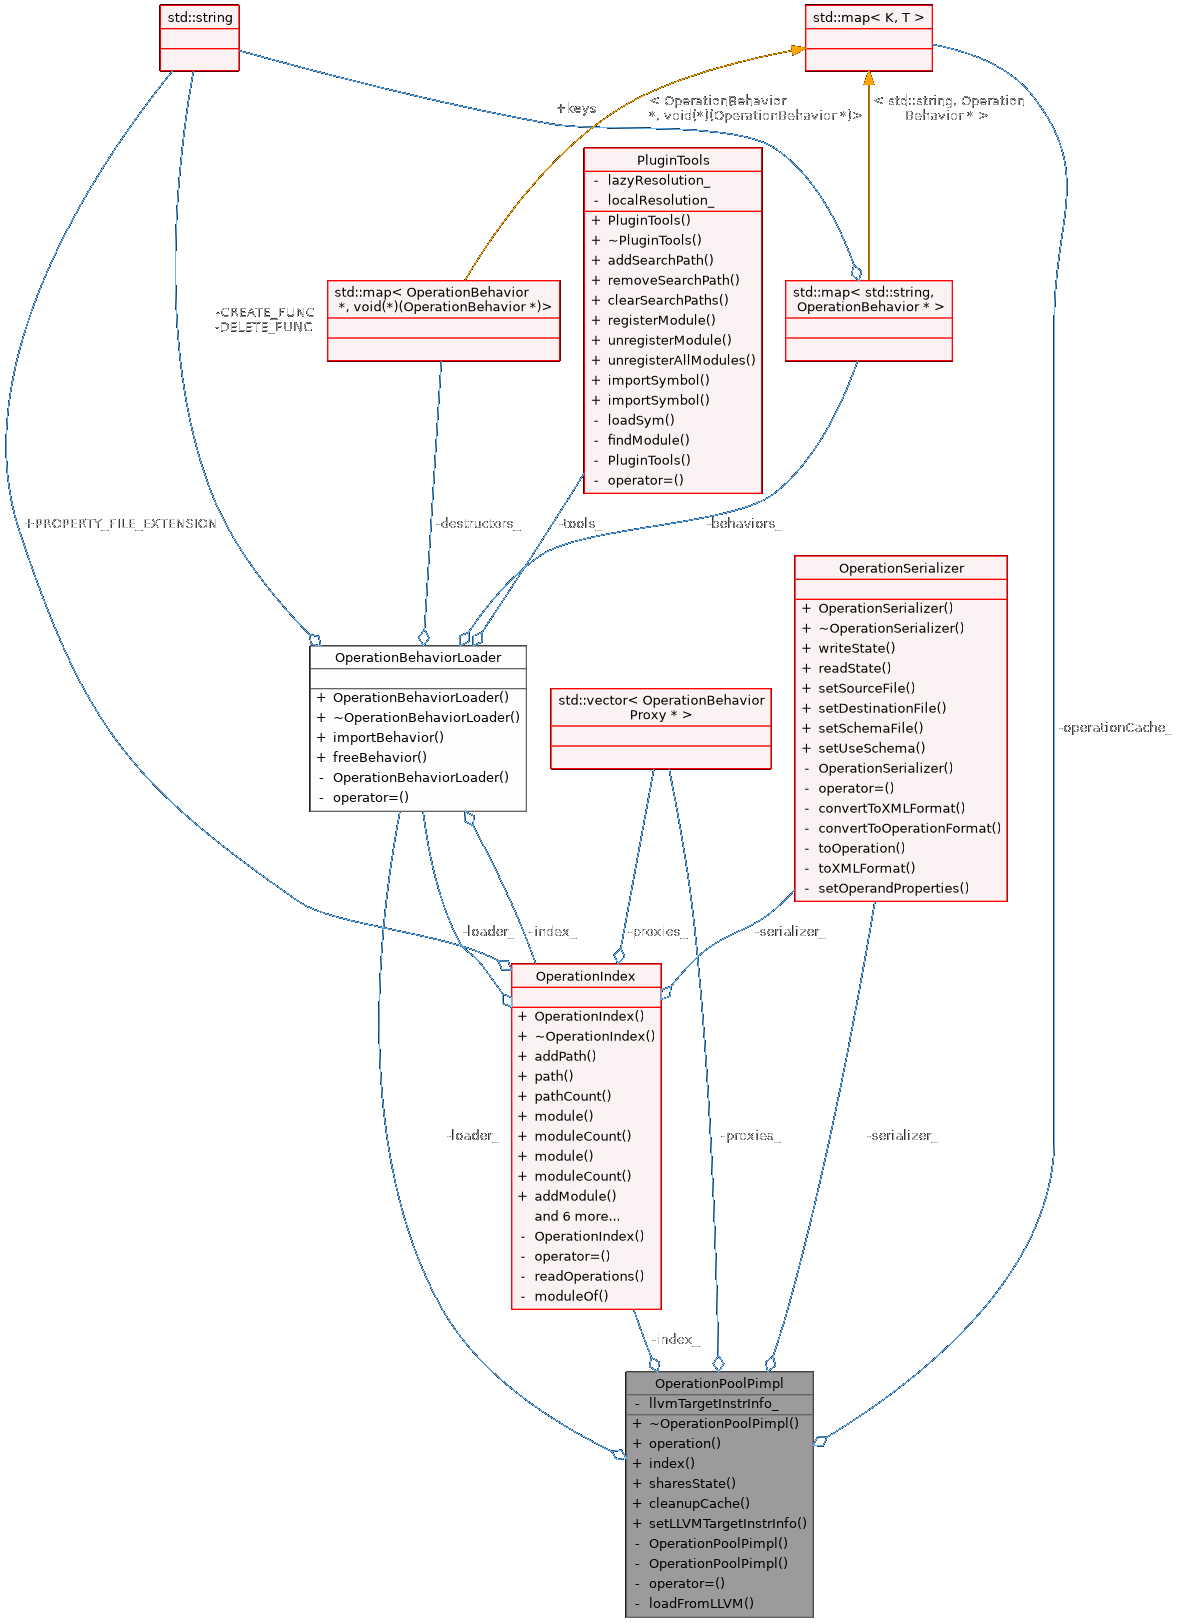 std::string
std::map< K, T >
+keys
< OperationBehavior
*, void(*)(OperationBehavior *)>
< std::string, Operation
Behavior * >
PluginTools
- lazyResolution_
- localResolution_
+ PluginTools()
+ ~PluginTools()
+ addSearchPath()
+ removeSearchPath()
+ clearSearchPaths()
+ registerModule()
+ unregisterModule()
+ unregisterAllModules()
+ importSymbol()
+ importSymbol()
- loadSym()
- findModule()
- PluginTools()
- operator=()
std::map< OperationBehavior
*, void(*)(OperationBehavior *)>
std::map< std::string,
OperationBehavior * >
-CREATE_FUNC
-DELETE_FUNC
+PROPERTY_FILE_EXTENSION
-destructors_
-tools_
-behaviors_
OperationSerializer
+ OperationSerializer()
+ ~OperationSerializer()
+ writeState()
+ readState()
+ setSourceFile()
+ setDestinationFile()
+ setSchemaFile()
+ setUseSchema()
- OperationSerializer()
- operator=()
- convertToXMLFormat()
- convertToOperationFormat()
- toOperation()
- toXMLFormat()
- setOperandProperties()
OperationBehaviorLoader
+ OperationBehaviorLoader()
+ ~OperationBehaviorLoader()
+ importBehavior()
+ freeBehavior()
- OperationBehaviorLoader()
- operator=()
std::vector< OperationBehavior
Proxy * >
-operationCache_
-loader_
-index_
-proxies_
-serializer_
OperationIndex
+ OperationIndex()
+ ~OperationIndex()
+ addPath()
+ path()
+ pathCount()
+ module()
+ moduleCount()
+ module()
+ moduleCount()
+ addModule()
and 6 more...
- OperationIndex()
- operator=()
- readOperations()
- moduleOf()
-loader_
-proxies_
-serializer_
-index_
OperationPoolPimpl
- llvmTargetInstrInfo_
+ ~OperationPoolPimpl()
+ operation()
+ index()
+ sharesState()
+ cleanupCache()
+ setLLVMTargetInstrInfo()
- OperationPoolPimpl()
- OperationPoolPimpl()
- operator=()
- loadFromLLVM()